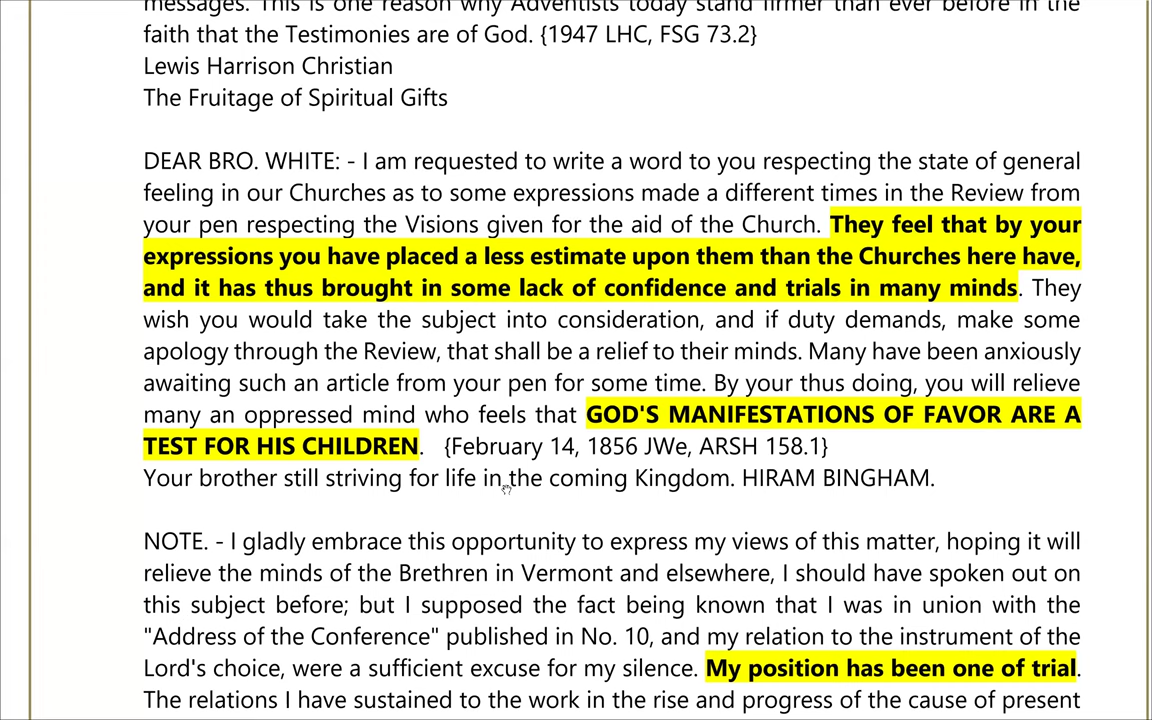 messages. This is one reason why Adventists today stand firmer than ever before in the
faith that the Testimonies are of God. {1947 LHC, FSG 73.2}
Lewis Harrison Christian
The Fruitage of Spiritual Gifts
DEAR BRO. WHITE: - I am requested to write a word to you respecting the state of general
feeling in our Churches as to some expressions made a different times in the Review from
your pen respecting the Visions given for the aid of the Church. They feel that by your
expressions you have placed a less estimate upon them than the Churches here have,
and it has thus brought in some lack of confidence and trials in many minds. They
wish you would take the subject into consideration, and if duty demands, make some
apology through the Review, that shall be a relief to their minds. Many have been anxiously
awaiting such an article from your pen for some time. By your thus doing, you will relieve
many an oppressed mind who feels that GOD'S MANIFESTATIONS OF FAVOR ARE A
TEST FOR HIS CHILDREN. {February 14, 1856 JWe, ARSH 158.1}
Your brother still striving for life in the coming Kingdom. HIRAM BINGHAM.
NOTE. - I gladly embrace this opportunity to express my views of this matter, hoping it will
relieve the minds of the Brethren in Vermont and elsewhere, I should have spoken out on
this subject before; but I supposed the fact being known that I was in union with the
"Address of the Conference" published in No. 10, and my relation to the instrument of the
Lord's choice, were a sufficient excuse for my silence. My position has been one of trial.
The relations I have sustained to the work in the rise and progress of the cause of present